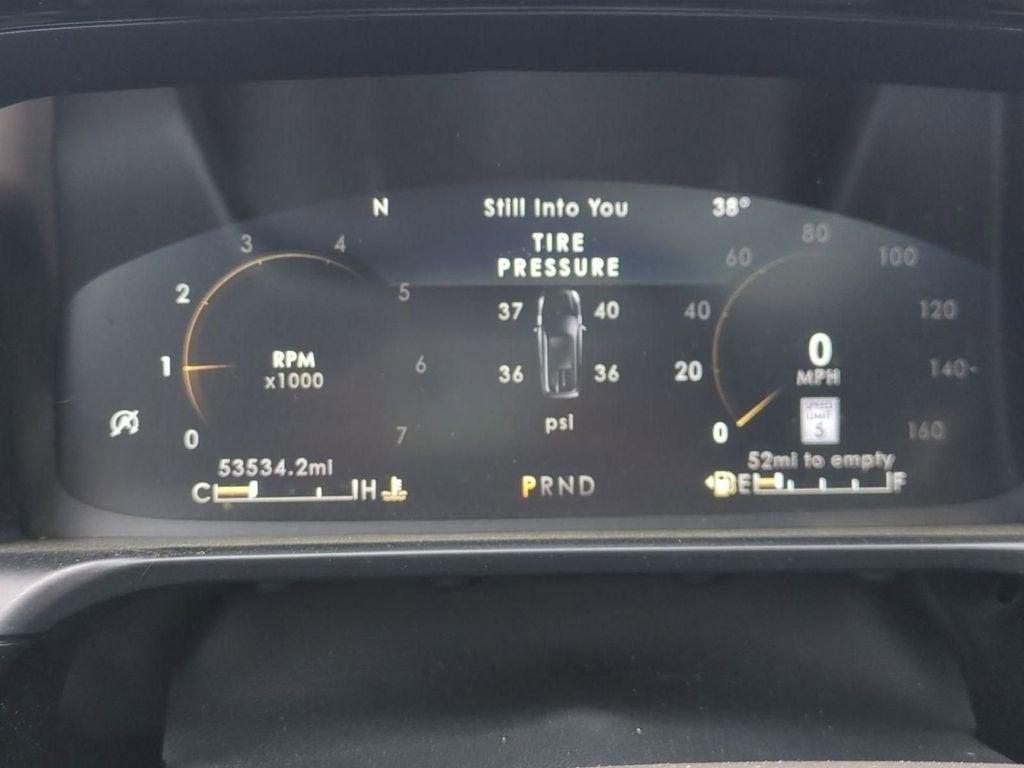 N Still Into You 38°
TIRE
PRESSURE
3 4 60 80 100
2 5 37 40 40 120
1 RPM 6 36 36 20 0 140
x1000 MPH
psi SPEED
LIMIT
5
0 7 0 160
53534.2mi 52mi to empty
C H PRND E F